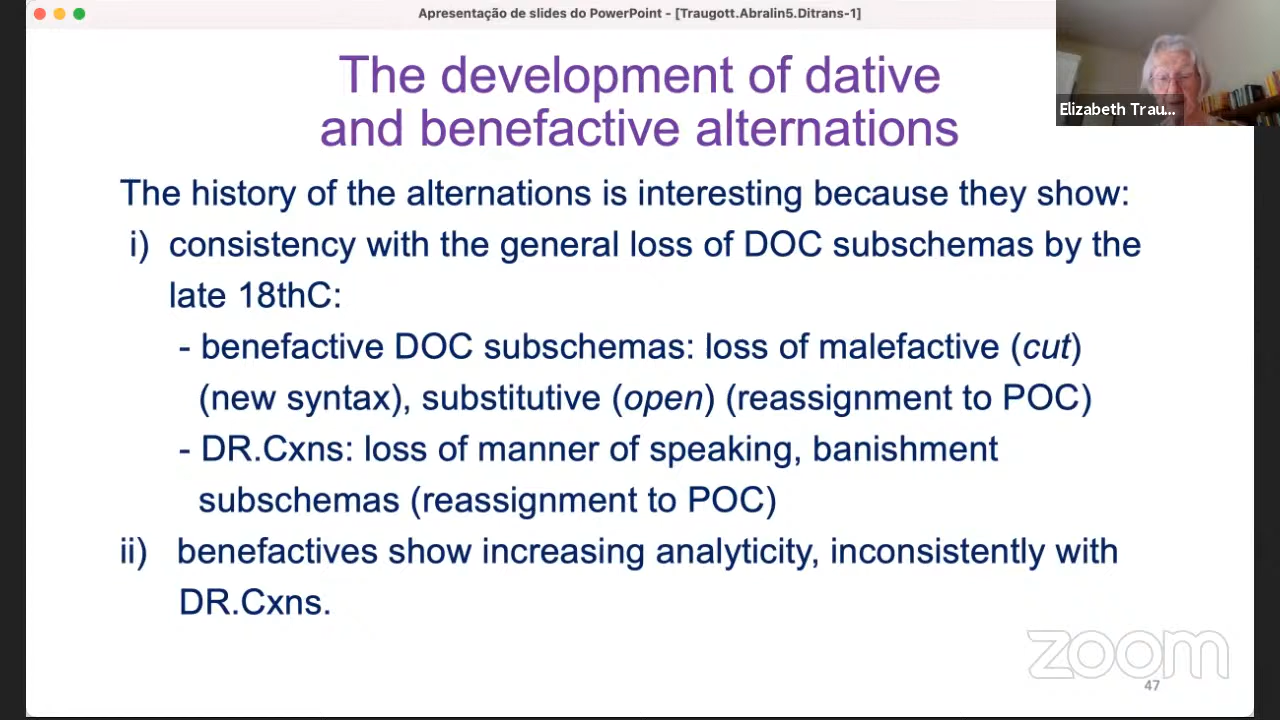 Apresentação de slides do PowerPoint - [Traugott.Abralin5.Ditrans-1]
Elizabeth Trau...
The development of dative
and benefactive alternations
The history of the alternations is interesting because they show:
i) consistency with the general loss of DOC subschemas by the
late 18thC:
- benefactive DOC subschemas: loss of malefactive (cut)
(new syntax), substitutive (open) (reassignment to POC)
- DR.Cxns: loss of manner of speaking, banishment
subschemas (reassignment to POC)
ii) benefactives show increasing analyticity, inconsistently with
DR.Cxns.
zoom
47